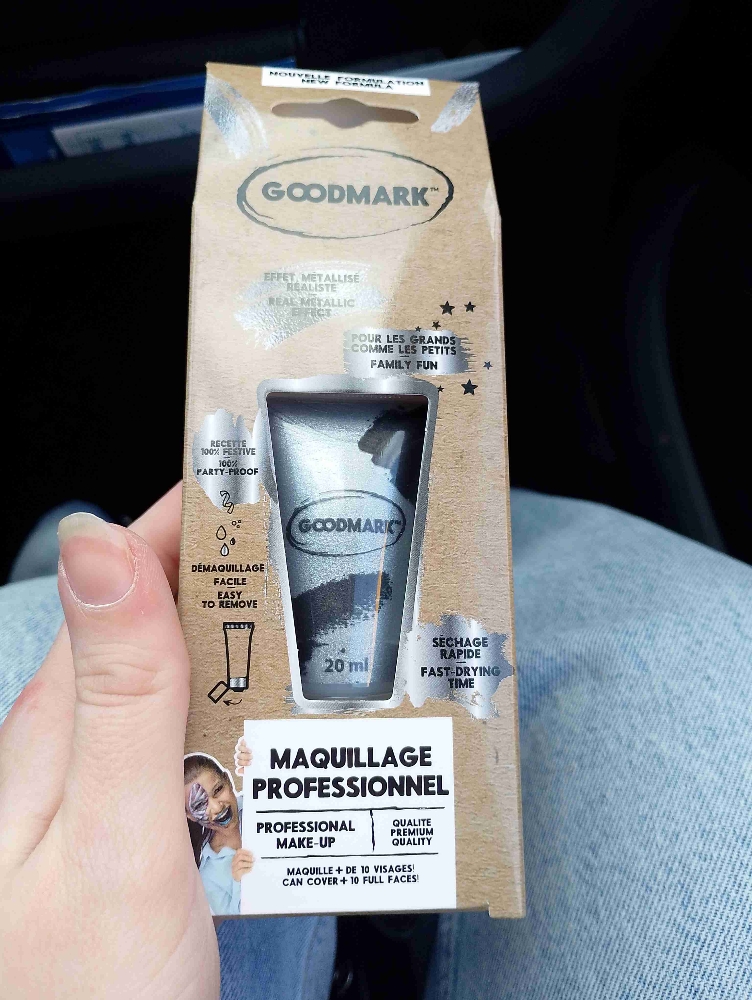 NOUVELLE FORMULATION
NEW FORMULA
GOODMARK™
EFFET MÉTALLISÉ
RÉALISTE
REAL METALLIC
EFFECT
POUR LES GRANDS
COMME LES PETITS
FAMILY FUN
RECETTE
100% FESTIVE
100%
PARTY-PROOF
GOODMARK™
DÉMAQUILLAGE
FACILE
EASY
TO REMOVE
SÉCHAGE
RAPIDE
FAST-DRYING
TIME
20 ml
MAQUILLAGE
PROFESSIONNEL
PROFESSIONAL
MAKE-UP
QUALITE
PREMIUM
QUALITY
MAQUILLE + DE 10 VISAGES!
CAN COVER + 10 FULL FACES!